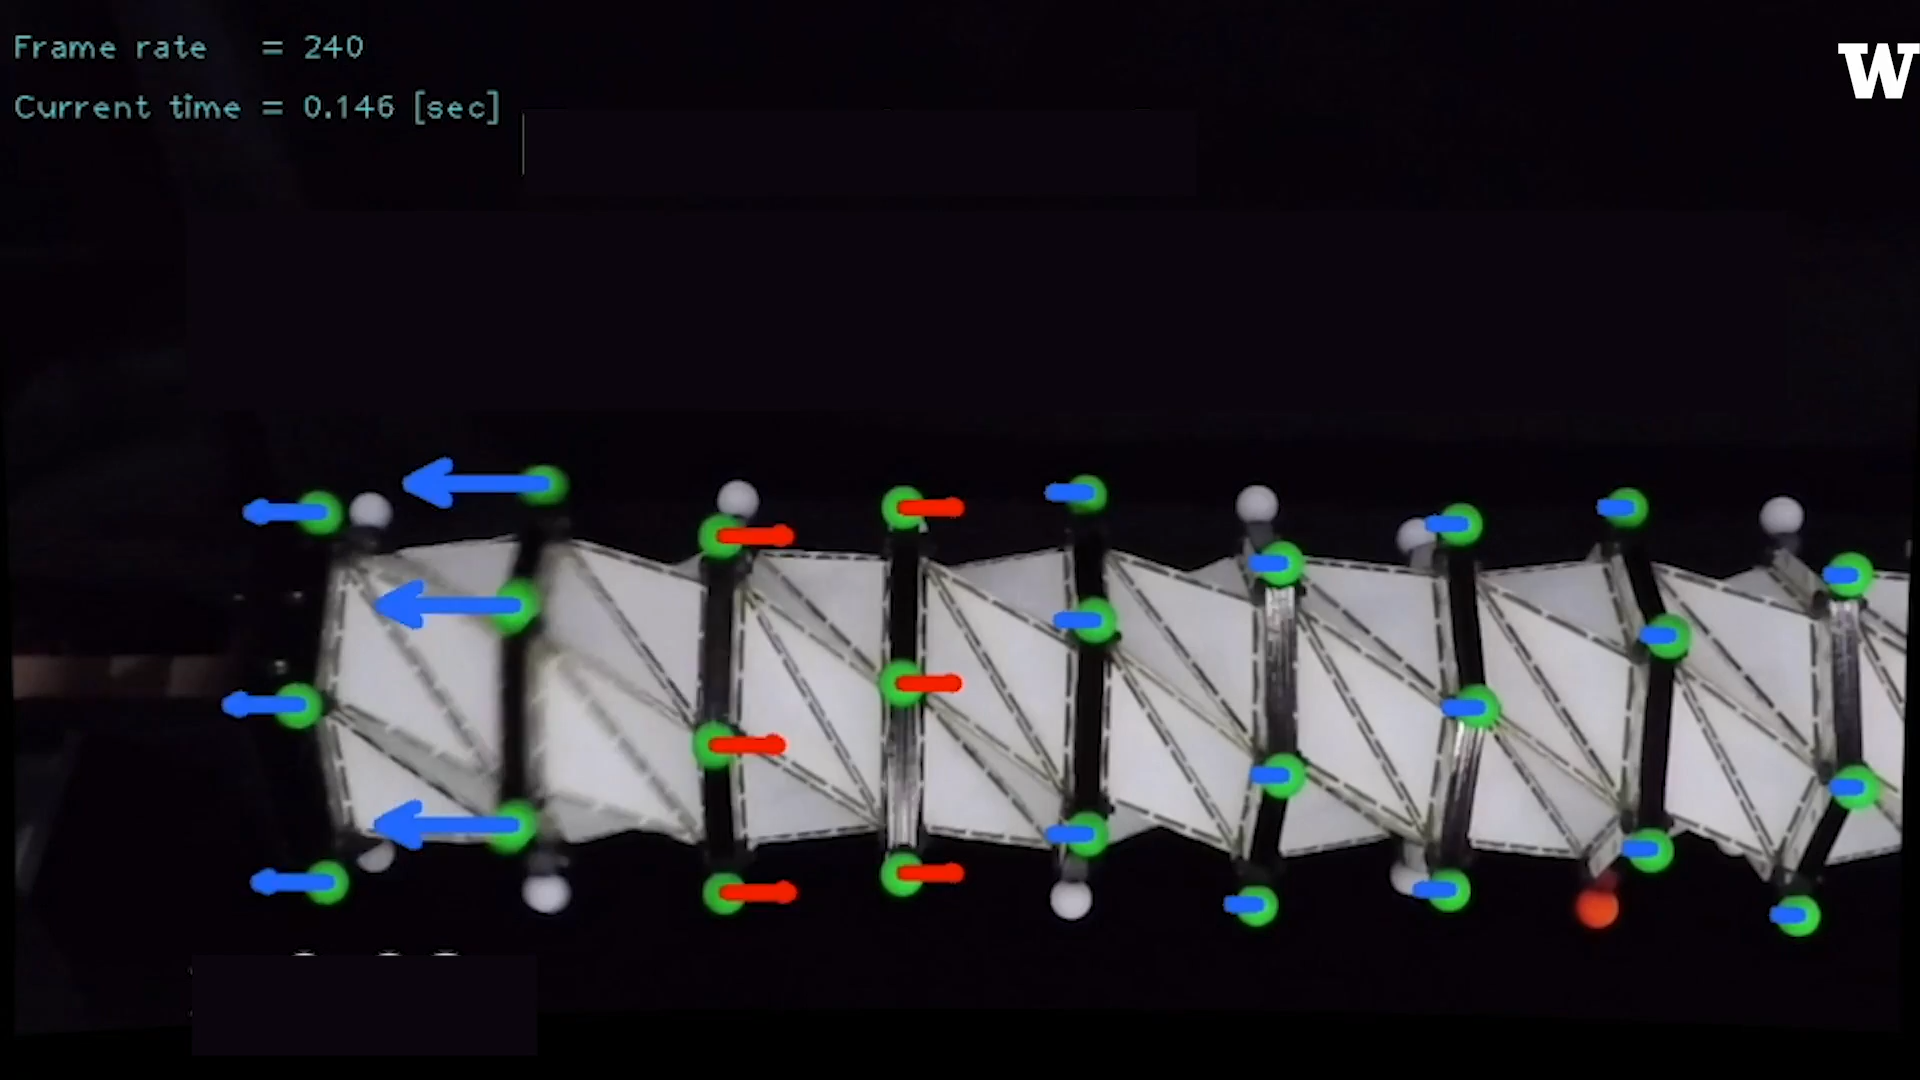 Frame rate = 240
W
Current time = 0.146 [sec]